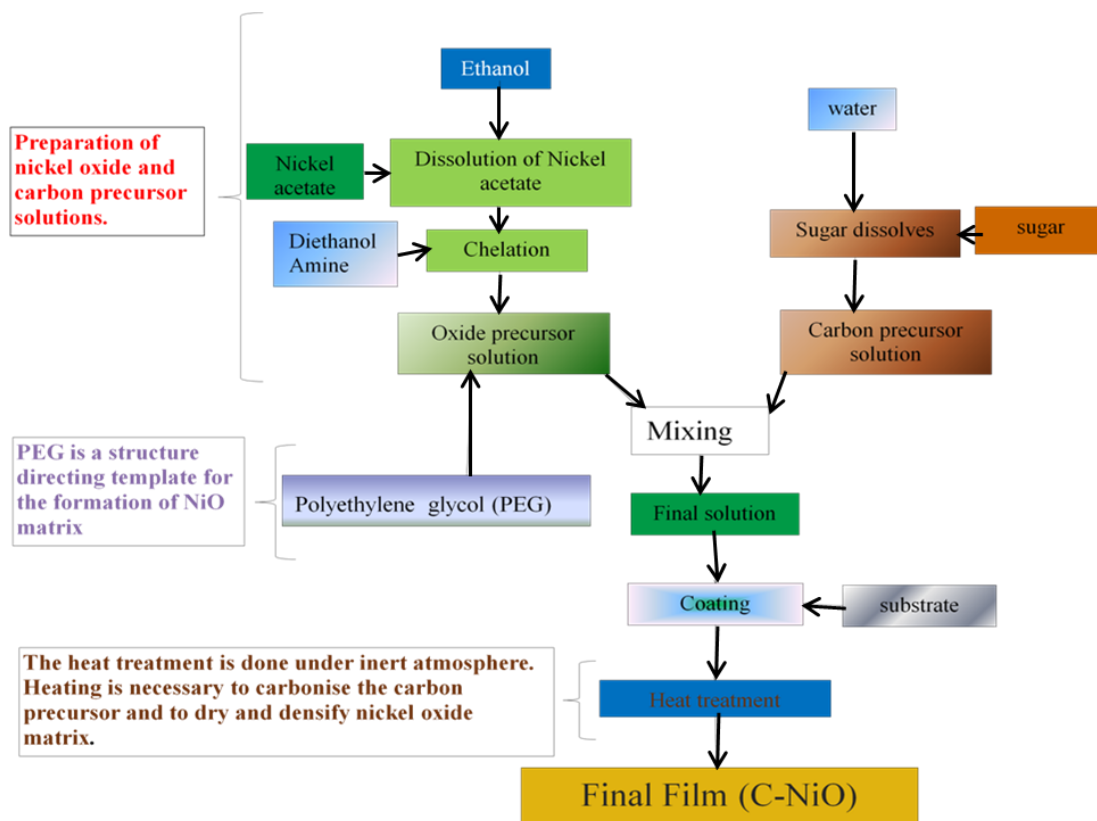 Ethanol
water
Preparation of
nickel oxide and
carbon precursor
solutions.
Nickel
acetate
Dissolution of Nickel
acetate
Sugar dissolves
sugar
Diethanol
Amine
Chelation
Oxide precursor
solution
Carbon precursor
solution
Mixing
PEG is a structure
directing template for
the formation of NiO
matrix
Polyethylene glycol (PEG)
Final solution
Coating
substrate
The heat treatment is done under inert atmosphere.
Heating is necessary to carbonise the carbon
precursor and to dry and densify nickel oxide
matrix.
Heat treatment
Final Film (C-NiO)